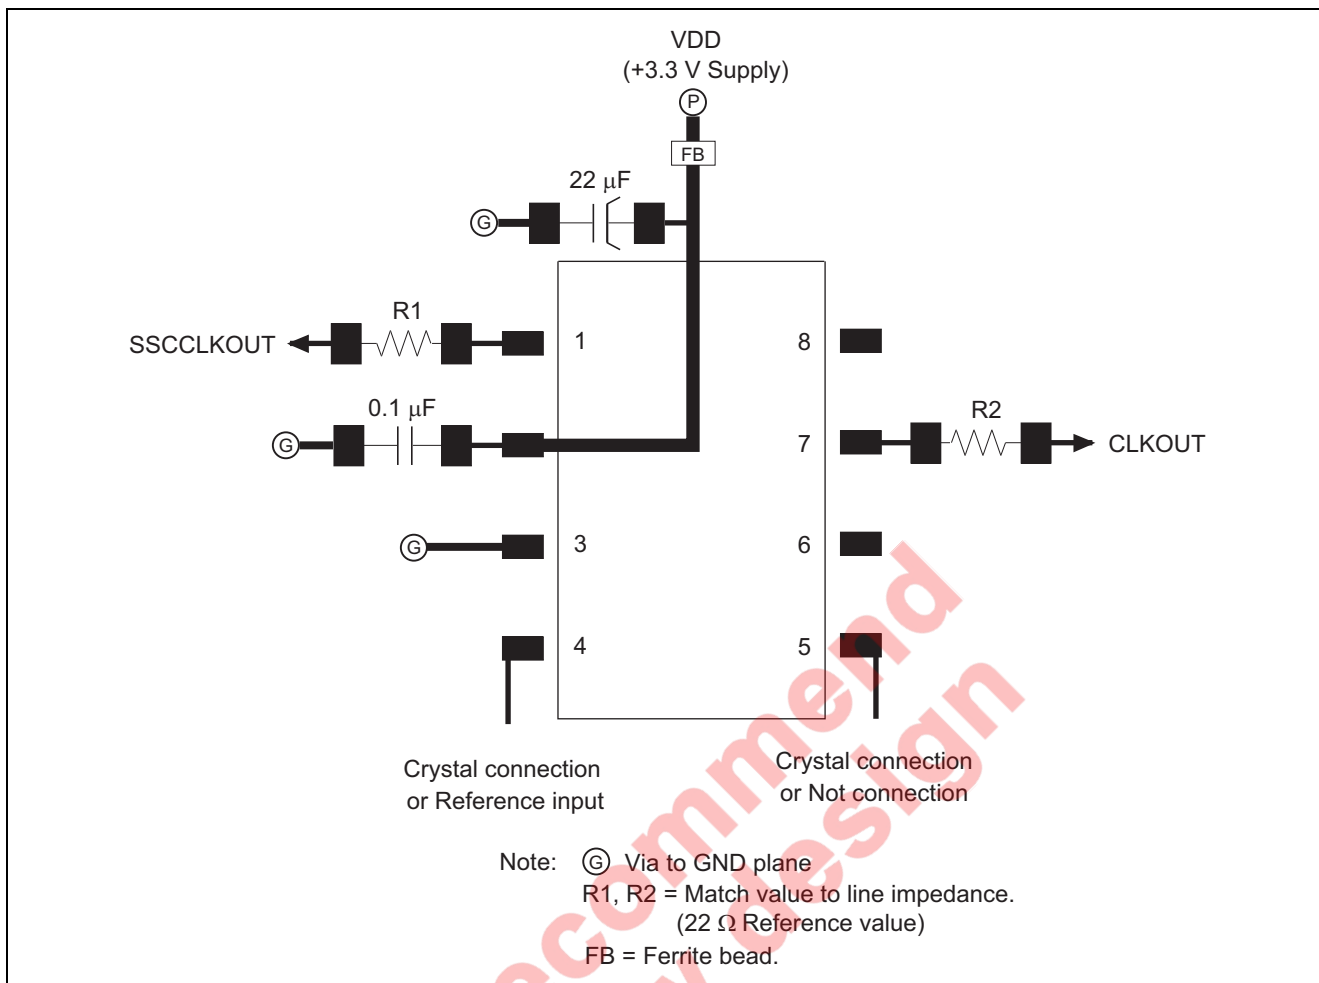 VDD
(+3.3 V Supply)
P
FB
22 μF
G
R1
SSCCLKOUT
1
8
0.1 μF
G
7
R2
CLKOUT
G
3
6
4
5
Crystal connection
or Reference input
Crystal connection
or Not connection
Note: G Via to GND plane
R1, R2 = Match value to line impedance.
(22 Ω Reference value)
FB = Ferrite bead.
ecommend
design